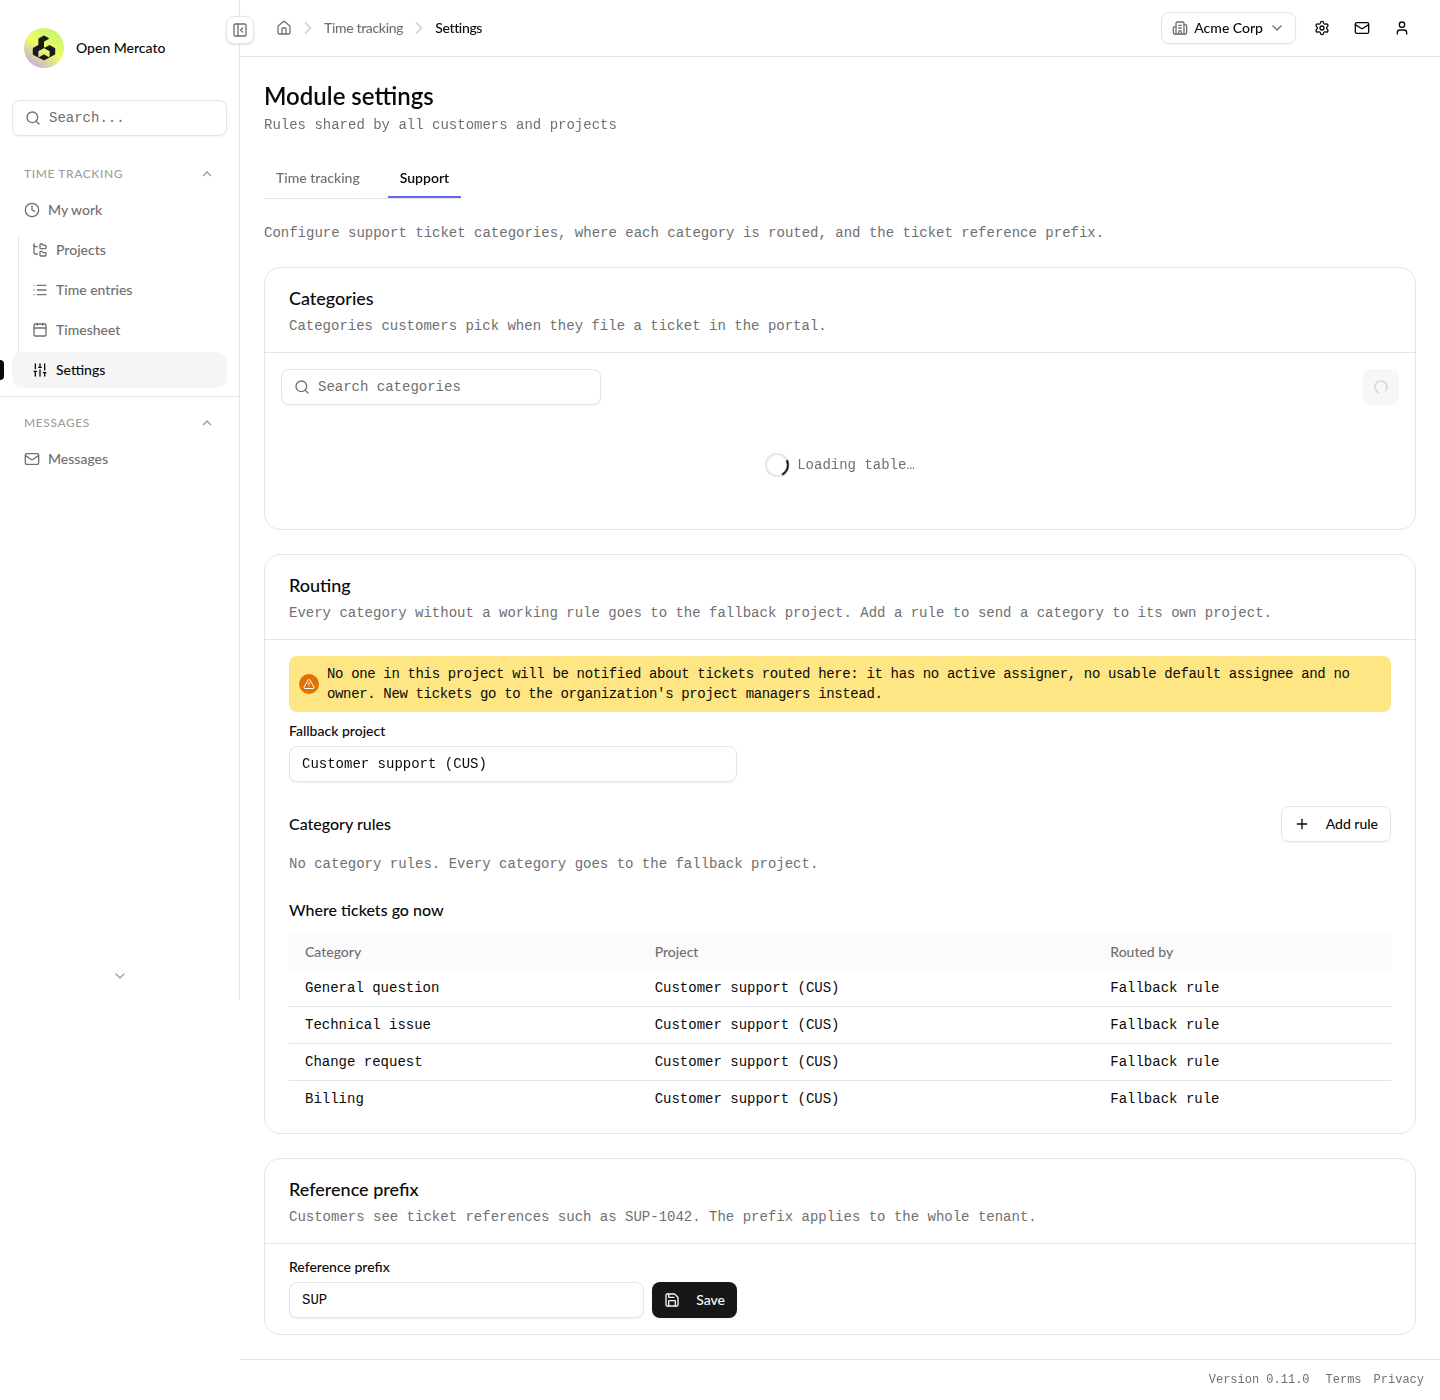 Open Mercato
Search...
TIME TRACKING
My work
Projects
Time entries
Timesheet
Settings
MESSAGES
Messages
Time tracking
Settings
Acme Corp
Module settings
Rules shared by all customers and projects
Time tracking
Support
Configure support ticket categories, where each category is routed, and the ticket reference prefix.
Categories
Categories customers pick when they file a ticket in the portal.
Search categories
Loading table…
Routing
Every category without a working rule goes to the fallback project. Add a rule to send a category to its own project.
No one in this project will be notified about tickets routed here: it has no active assigner, no usable default assignee and no
owner. New tickets go to the organization's project managers instead.
Fallback project
Customer support (CUS)
Category rules
Add rule
No category rules. Every category goes to the fallback project.
Where tickets go now
Category Project Routed by
General question Customer support (CUS) Fallback rule
Technical issue Customer support (CUS) Fallback rule
Change request Customer support (CUS) Fallback rule
Billing Customer support (CUS) Fallback rule
Reference prefix
Customers see ticket references such as SUP-1042. The prefix applies to the whole tenant.
Reference prefix
SUP
Save
Version 0.11.0 Terms Privacy